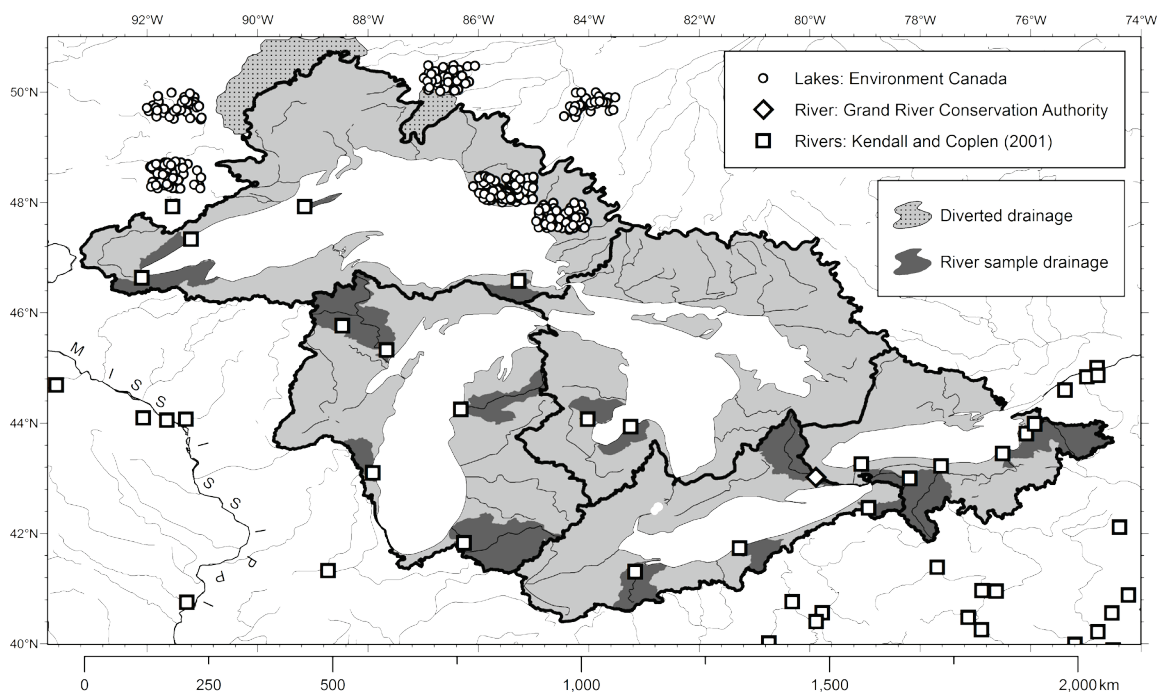 92°W 90°W 88°W 86°W 84°W 82°W 80°W 78°W 76°W 74°W
50°N
48°N
46°N
44°N
42°N
40°N
Lakes: Environment Canada
River: Grand River Conservation Authority
Rivers: Kendall and Coplen (2001)
Diverted drainage
River sample drainage
MISSISSIPPI
0 250 500 1,000 1,500 2,000 km